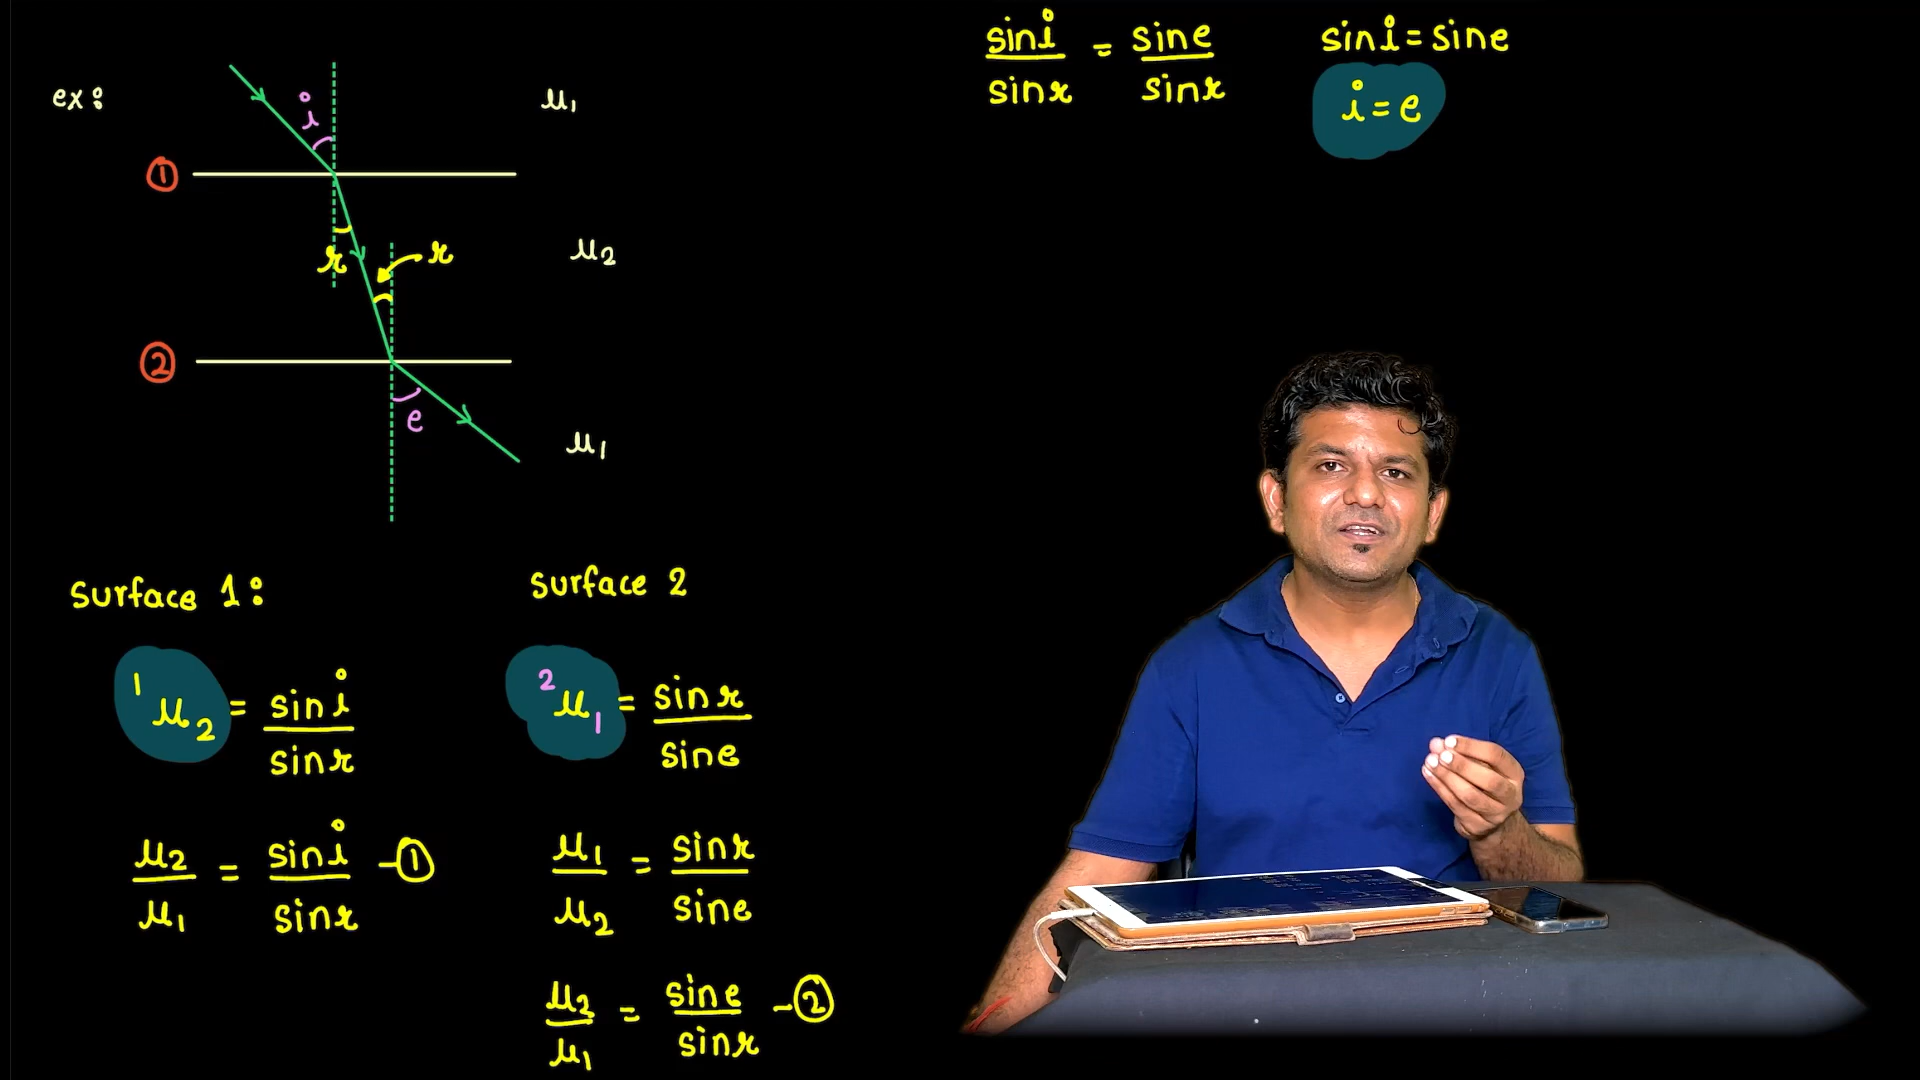 ex:
i
μ₁
①
r
r
μ₂
②
e
μ₁
surface 1:
¹μ₂ = sin i / sin r
μ₂ / μ₁ = sin i / sin r –①
surface 2
²μ₁ = sin r / sin e
μ₁ / μ₂ = sin r / sin e
μ₂ / μ₁ = sin e / sin r –②
sin i / sin r = sin e / sin r
sin i = sin e
i = e